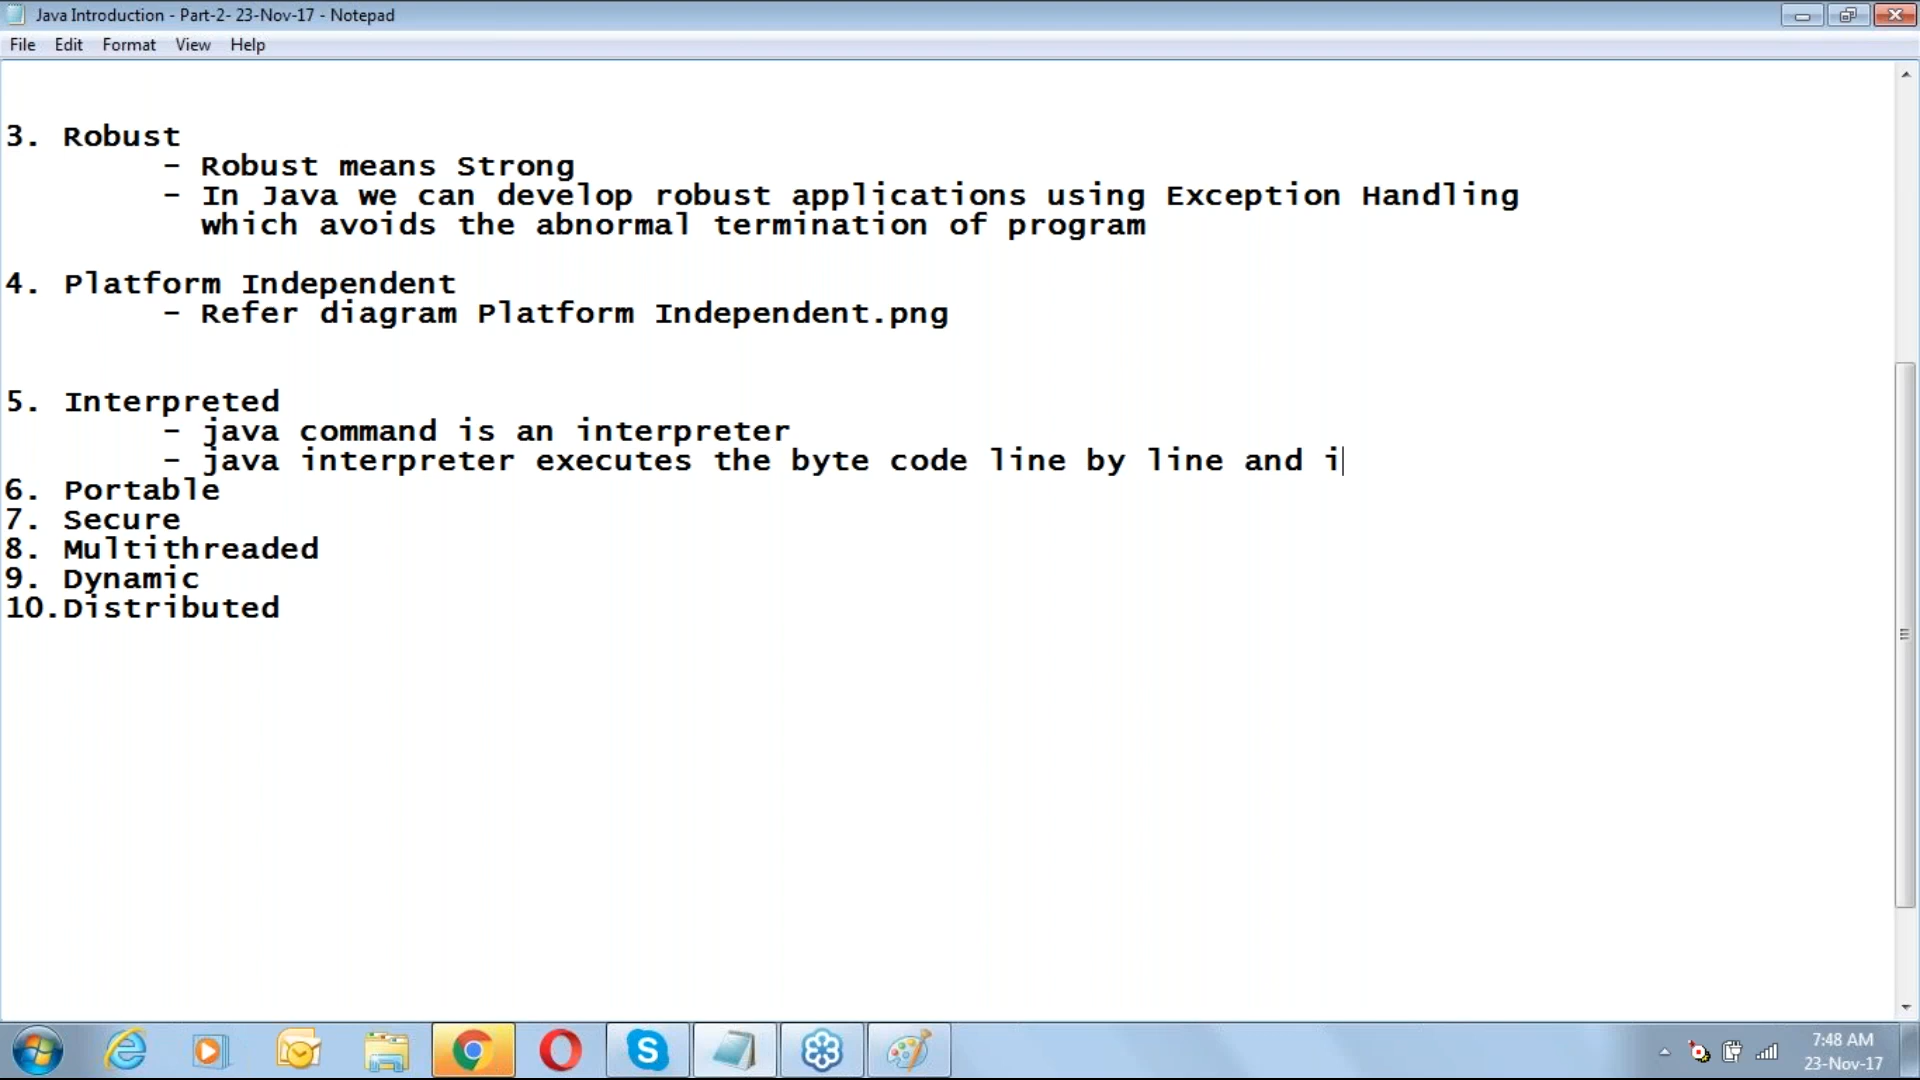 Java Introduction - Part-2- 23-Nov-17 - Notepad
File Edit Format View Help
3. Robust
- Robust means Strong
- In Java we can develop robust applications using Exception Handling
which avoids the abnormal termination of program
4. Platform Independent
- Refer diagram Platform Independent.png
5. Interpreted
- java command is an interpreter
- java interpreter executes the byte code line by line and i
6. Portable
7. Secure
8. Multithreaded
9. Dynamic
10.Distributed
7:48 AM
23-Nov-17